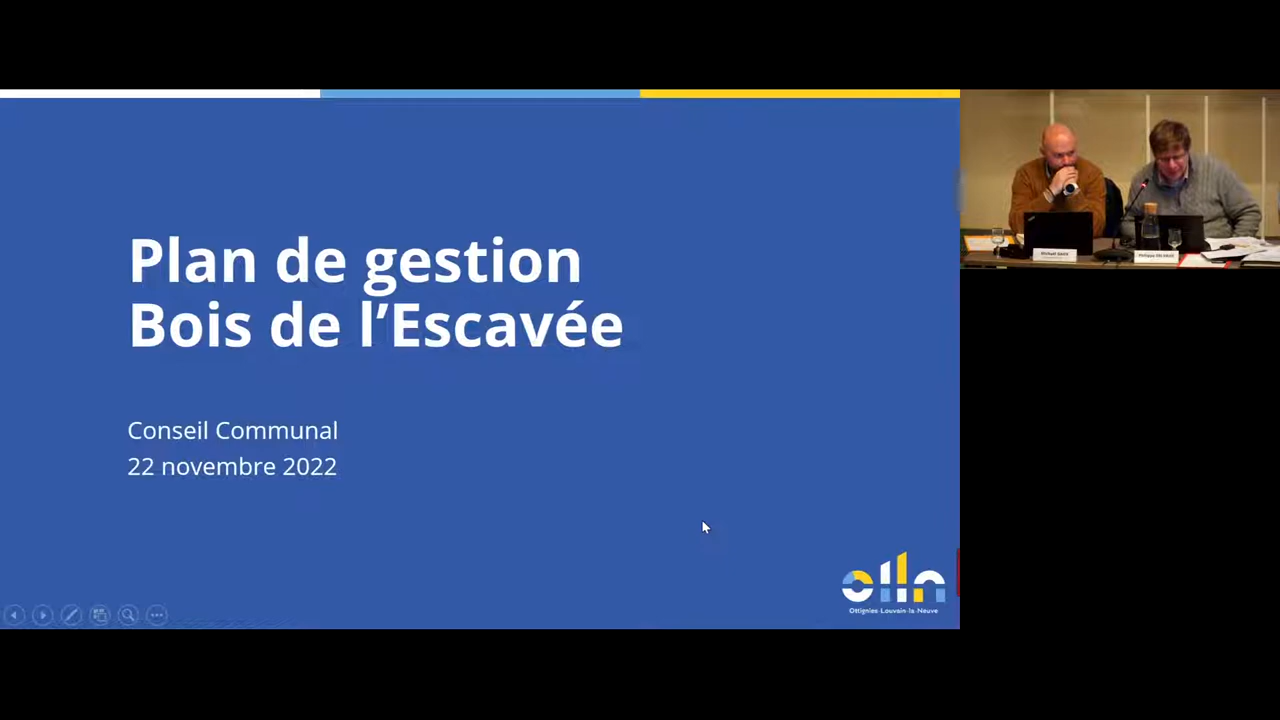 Plan de gestion
Bois de l'Escavée
Conseil Communal
22 novembre 2022
Ottignies-Louvain-la-Neuve